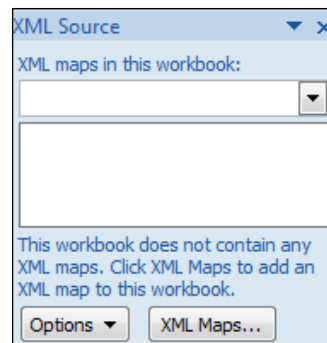 XML Source
XML maps in this workbook:
This workbook does not contain any
XML maps. Click XML Maps to add an
XML map to this workbook.
Options
XML Maps...